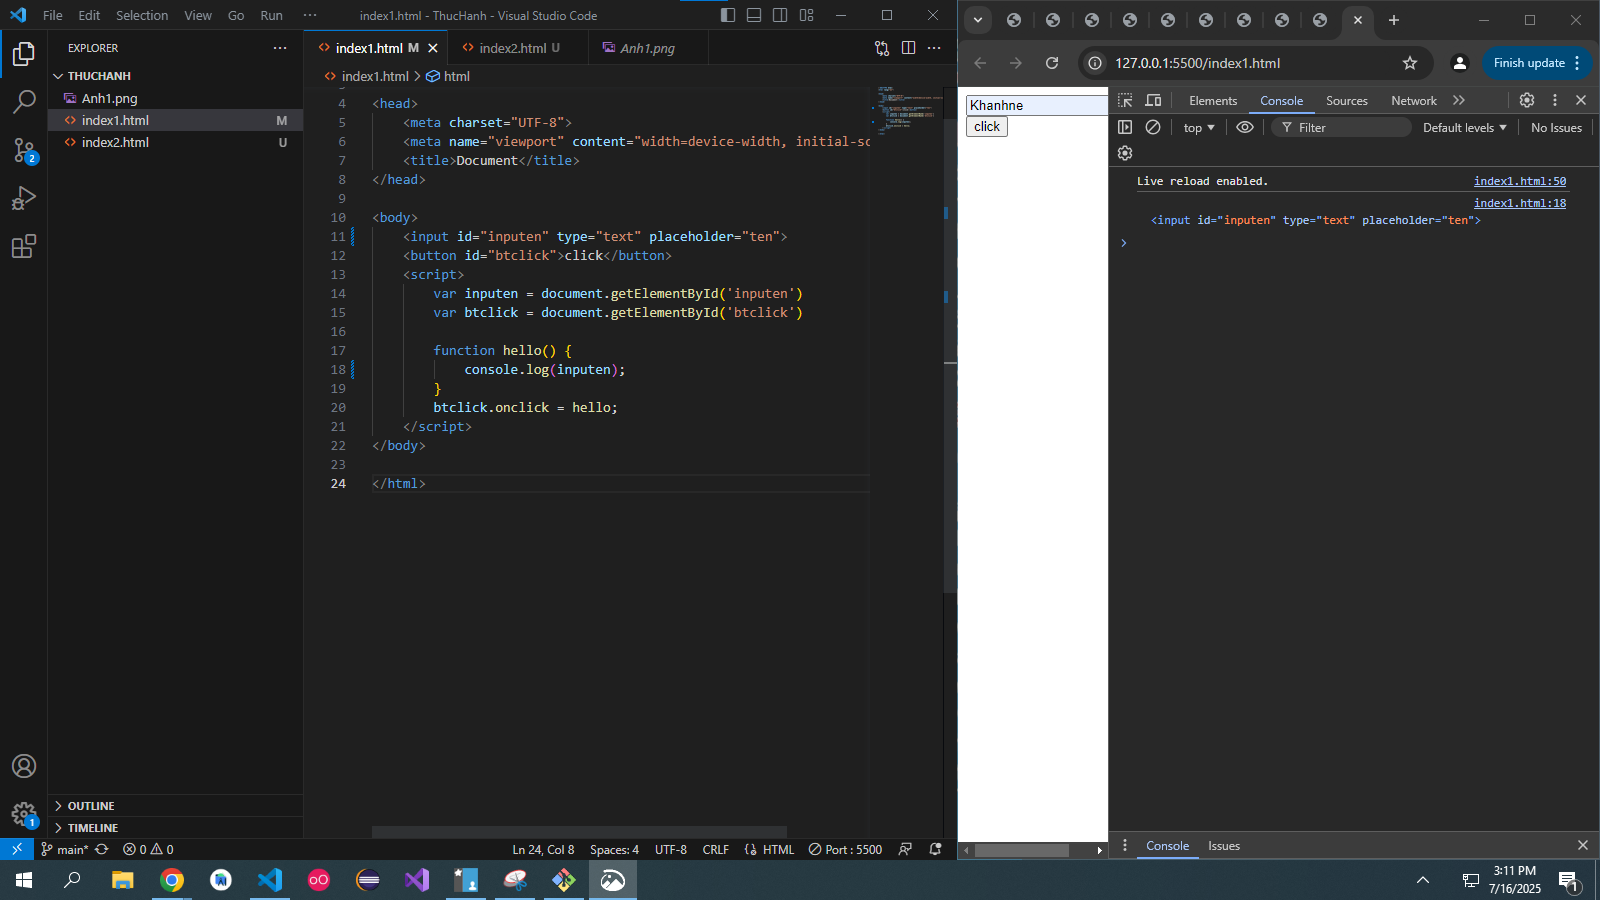 File Edit Selection View Go Run ··· index1.html - ThucHanh - Visual Studio Code
EXPLORER
THUCHANH
Anh1.png
index1.html M
index2.html U
OUTLINE
TIMELINE
index1.html M
index2.html U
Anh1.png
index1.html > html
4 <head>
5 <meta charset="UTF-8">
6 <meta name="viewport" content="width=device-width, initial-sc
7 <title>Document</title>
8 </head>
9
10 <body>
11 <input id="inputen" type="text" placeholder="ten">
12 <button id="btclick">click</button>
13 <script>
14 var inputen = document.getElementById('inputen')
15 var btclick = document.getElementById('btclick')
16
17 function hello() {
18 console.log(inputen);
19 }
20 btclick.onclick = hello;
21 </script>
22 </body>
23
24 </html>
2
1
main* 0 0 Ln 24, Col 8 Spaces: 4 UTF-8 CRLF HTML Port : 5500
127.0.0.1:5500/index1.html Finish update
Khanhne
click
Elements Console Sources Network
top Filter Default levels No Issues
Live reload enabled. index1.html:50
index1.html:18
<input id="inputen" type="text" placeholder="ten">
Console Issues
3:11 PM
7/16/2025
1